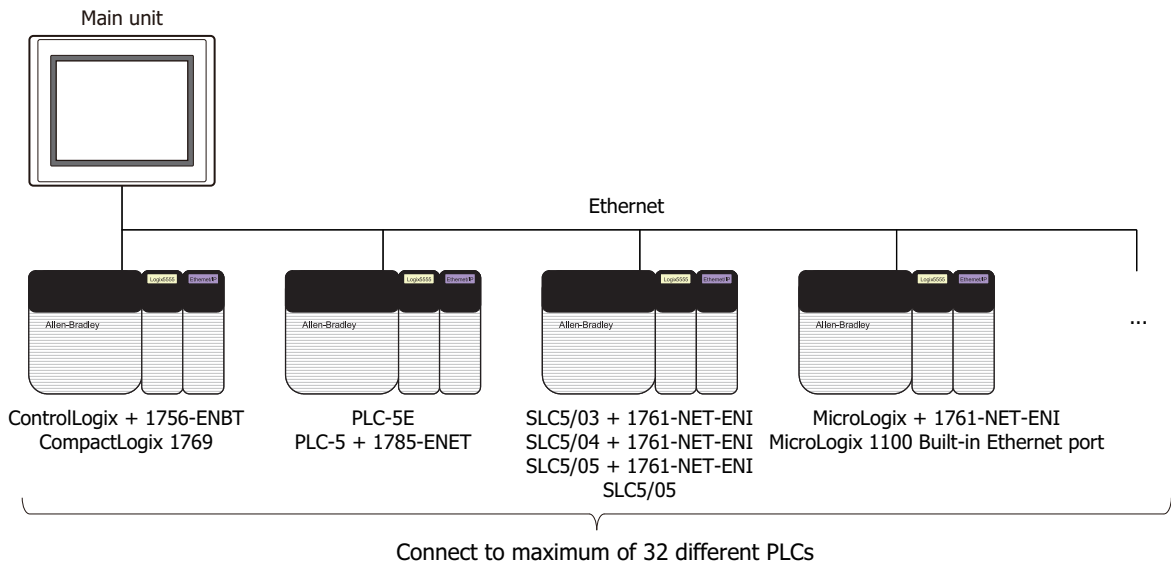 Main unit
Ethernet
Logix5555 EtherNet/IP
Allen-Bradley
Logix5555 EtherNet/IP
Allen-Bradley
Logix5555 EtherNet/IP
Allen-Bradley
Logix5555 EtherNet/IP
Allen-Bradley
...
ControlLogix + 1756-ENBT
CompactLogix 1769
PLC-5E
PLC-5 + 1785-ENET
SLC5/03 + 1761-NET-ENI
SLC5/04 + 1761-NET-ENI
SLC5/05 + 1761-NET-ENI
SLC5/05
MicroLogix + 1761-NET-ENI
MicroLogix 1100 Built-in Ethernet port
Connect to maximum of 32 different PLCs